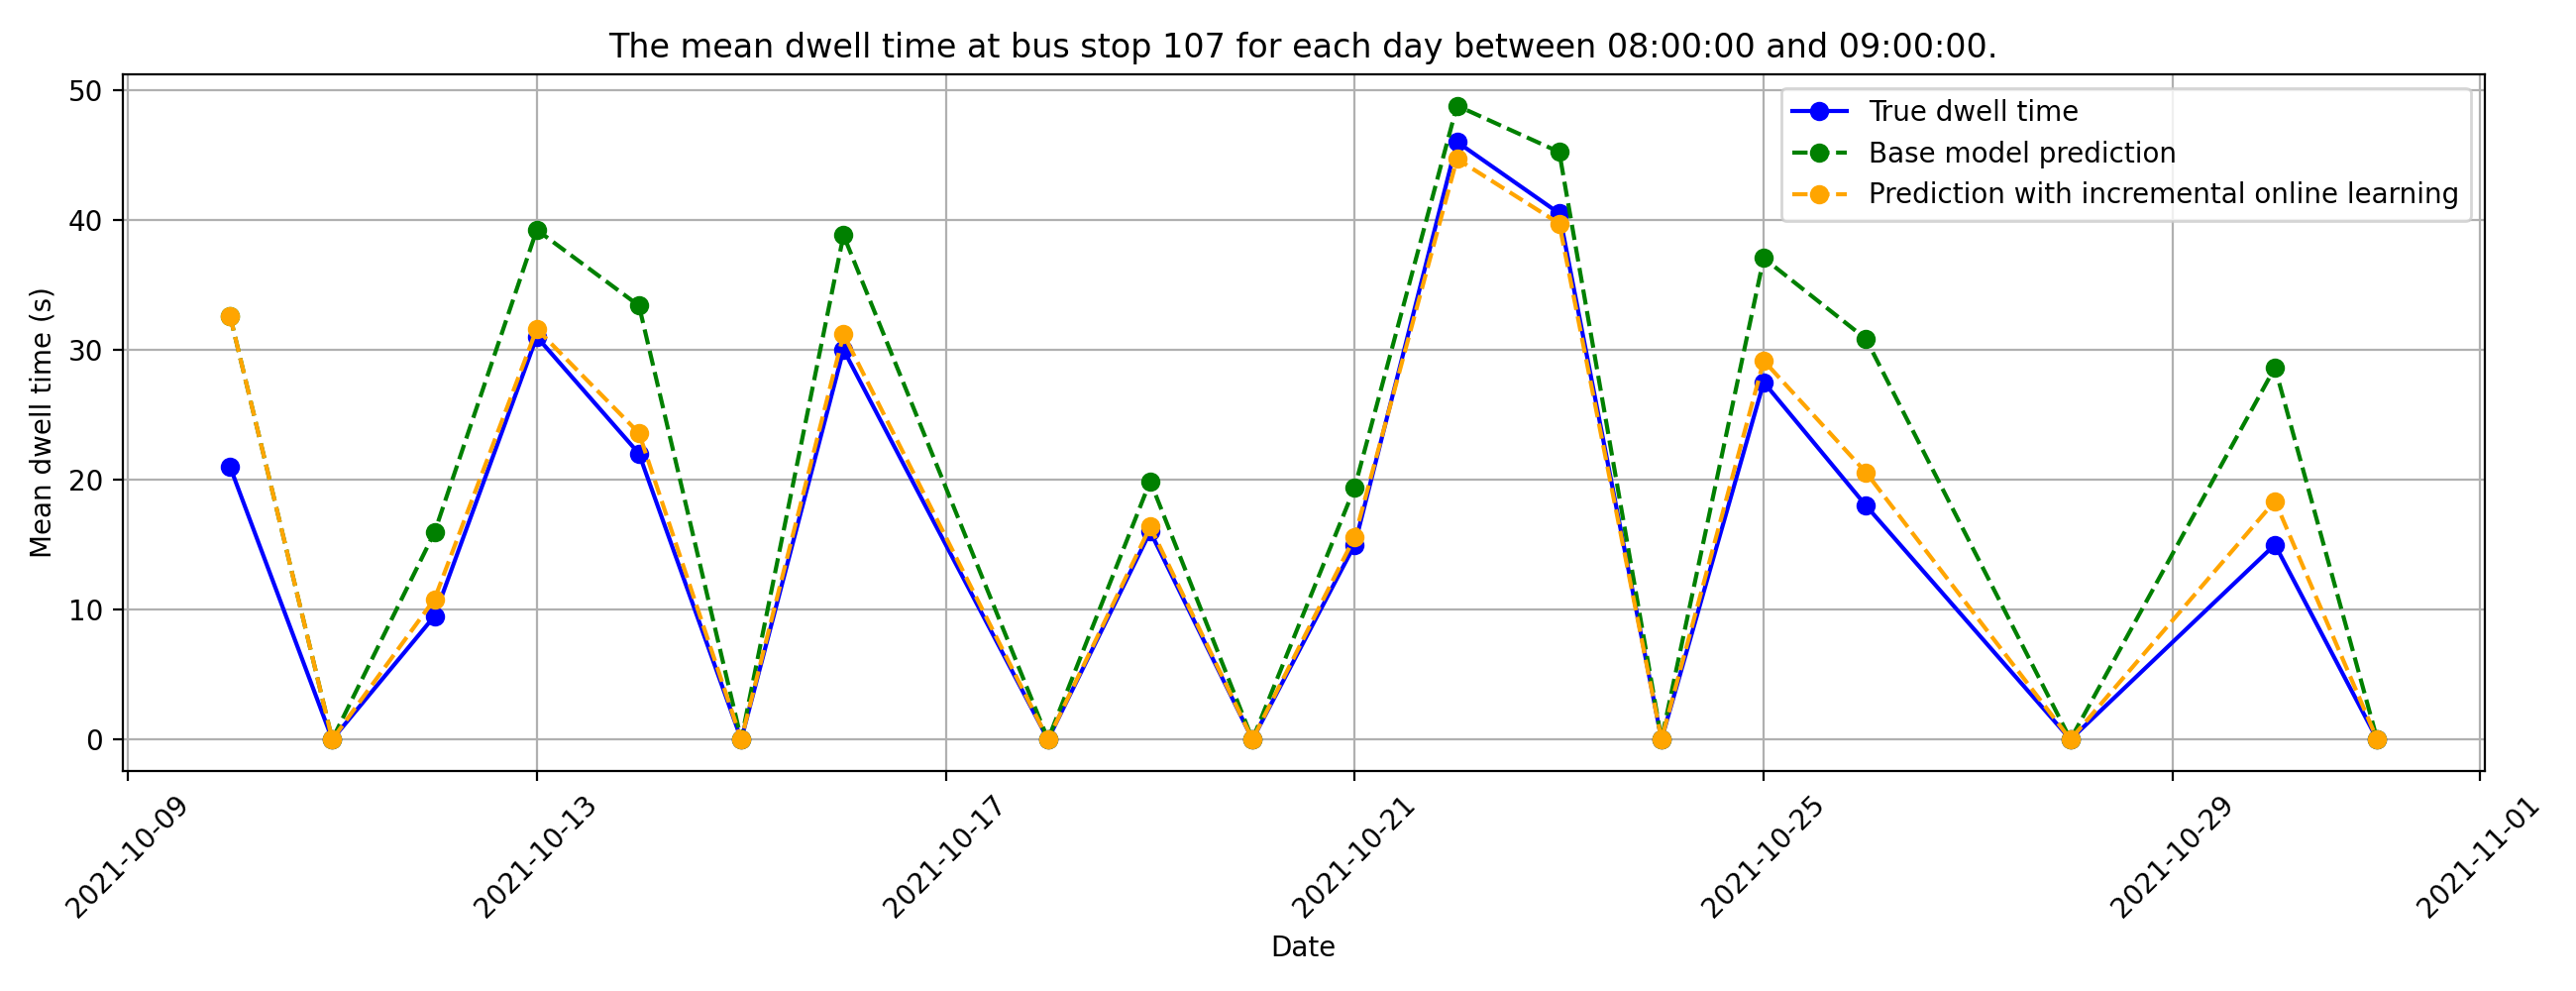 The mean dwell time at bus stop 107 for each day between 08:00:00 and 09:00:00.
50
40
30
20
10
0
Mean dwell time (s)
True dwell time
Base model prediction
Prediction with incremental online learning
2021-10-09
2021-10-13
2021-10-17
2021-10-21
2021-10-25
2021-10-29
2021-11-01
Date